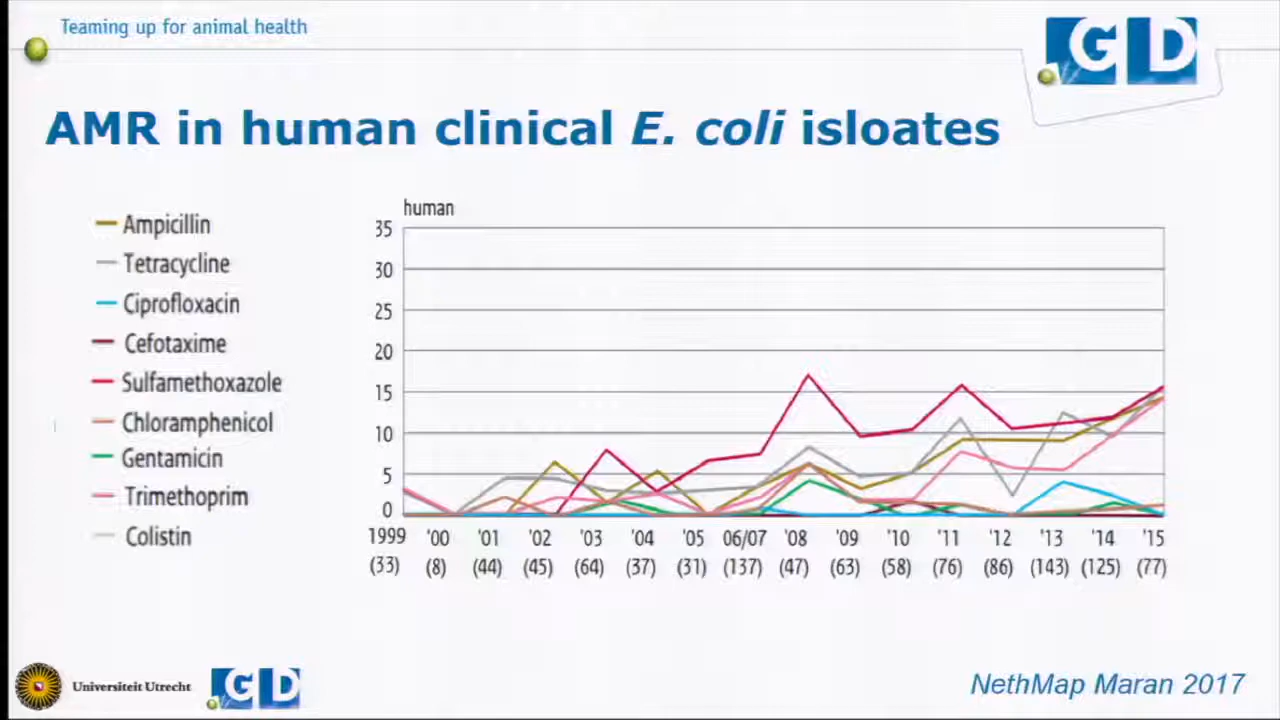 Teaming up for animal health
GD
AMR in human clinical E. coli isloates
human
Ampicillin
Tetracycline
Ciprofloxacin
Cefotaxime
Sulfamethoxazole
Chloramphenicol
Gentamicin
Trimethoprim
Colistin
35
30
25
20
15
10
5
0
1999 '00 '01 '02 '03 '04 '05 06/07 '08 '09 '10 '11 '12 '13 '14 '15
(33) (8) (44) (45) (64) (37) (31) (137) (47) (63) (58) (76) (86) (143) (125) (77)
Universiteit Utrecht
GD
NethMap Maran 2017